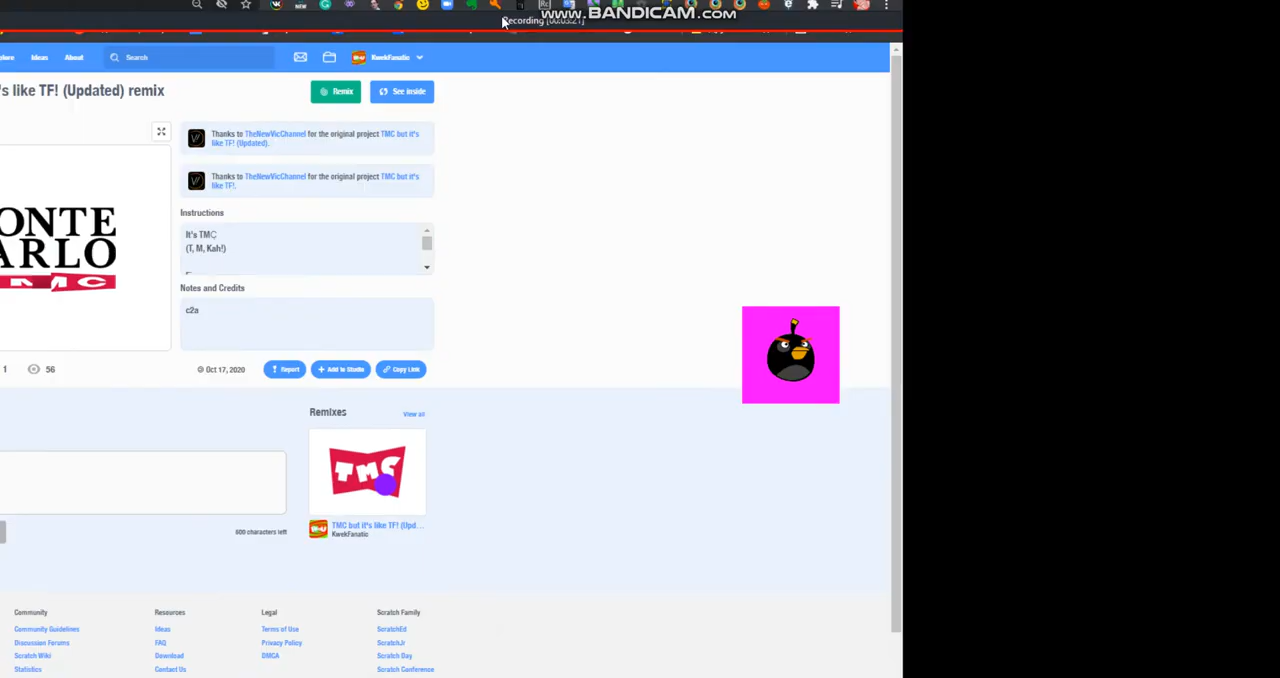 www.BANDICAM.com
Recording [00:03:21]
plore Ideas About Search KwekFanatic
's like TF! (Updated) remix
Remix
See inside
Thanks to TheNewVicChannel for the original project TMC but it's
like TF! (Updated).
Thanks to TheNewVicChannel for the original project TMC but it's
like TF!.
ONTE
ARLO
TMC
Instructions
It's TMC
(T, M, Kah!)
Notes and Credits
c2a
1 56
© Oct 17, 2020
Report
Add to Studio
Copy Link
Remixes
View all
TMC
600 characters left
TMC but it's like TF! (Upd...
KwekFanatic
Community Resources Legal Scratch Family
Community Guidelines Ideas Terms of Use ScratchEd
Discussion Forums FAQ Privacy Policy ScratchJr
Scratch Wiki Download DMCA Scratch Day
Statistics Contact Us Scratch Conference